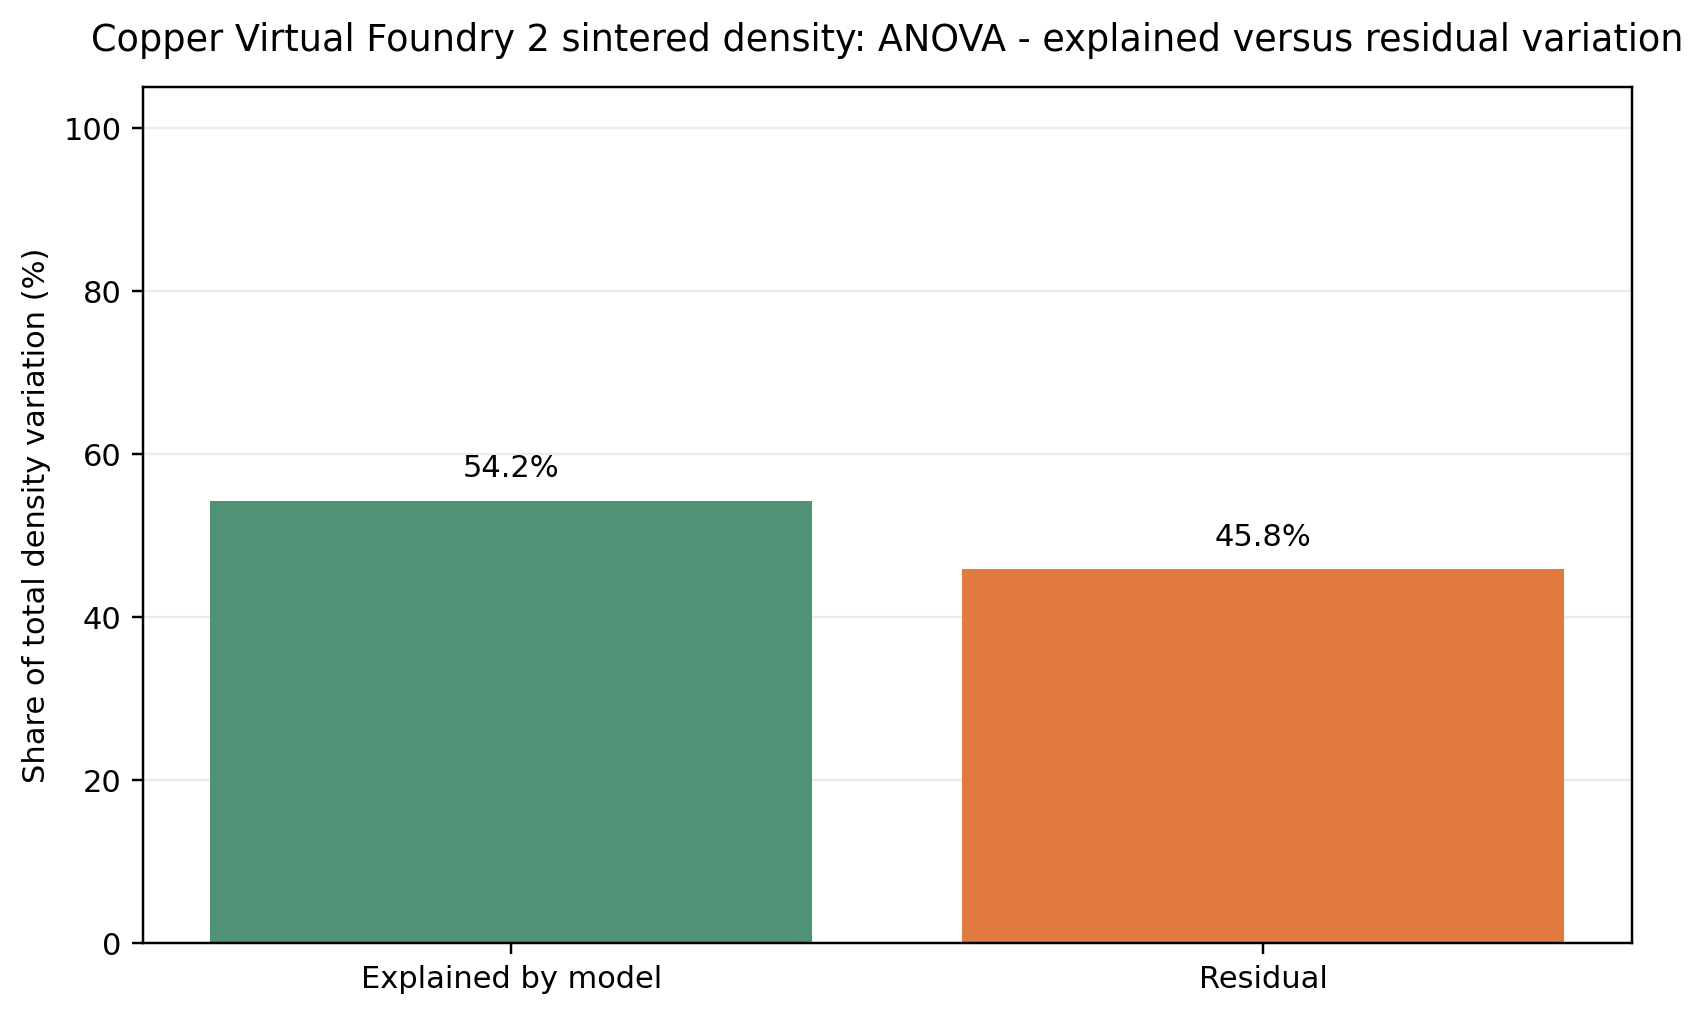 Copper Virtual Foundry 2 sintered density: ANOVA - explained versus residual variation
Share of total density variation (%)
100
80
60
40
20
0
54.2%
45.8%
Explained by model
Residual